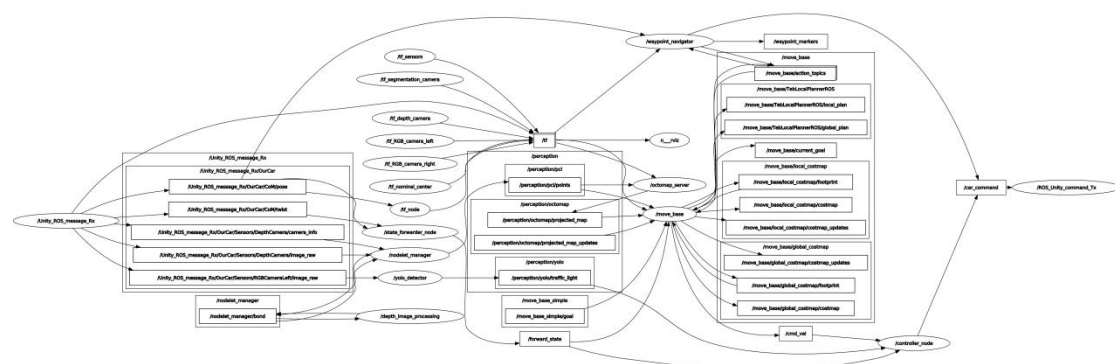 /waypoint_navigator
/waypoint_markers
/tf_sensors
/move_base
/move_base/action_topics
/tf_segmentation_camera
/move_base/TebLocalPlannerROS
/move_base/TebLocalPlannerROS/local_plan
/tf_depth_camera
/move_base/TebLocalPlannerROS/global_plan
/tf_RGB_camera_left
/tf
n__rviz
/move_base/current_goal
/Unity_ROS_message_Rx
/perception
/tf_RGB_camera_right
/move_base/local_costmap
/Unity_ROS_message_Rx/OurCar
/perception/pcl
/Unity_ROS_message_Rx/OurCar/CoM/pose
/tf_nominal_center
/perception/pcl/points
/octomap_server
/move_base/local_costmap/footprint
/car_command
/ROS_Unity_command_Tx
/perception/octomap
/move_base/local_costmap/costmap
/Unity_ROS_message_Rx/OurCar/CoM/twist
/tf_node
/perception/octomap/projected_map
/move_base
/Unity_ROS_message_Rx
/move_base/local_costmap/costmap_updates
/Unity_ROS_message_Rx/OurCar/Sensors/DepthCamera/camera_info
/state_forwarder_node
/perception/octomap/projected_map_updates
/move_base/global_costmap
/Unity_ROS_message_Rx/OurCar/Sensors/DepthCamera/image_raw
/nodelet_manager
/perception/yolo
/move_base/global_costmap/costmap_updates
/Unity_ROS_message_Rx/OurCar/Sensors/RGBCameraLeft/image_raw
/yolo_detector
/perception/yolo/traffic_light
/move_base/global_costmap/footprint
/nodelet_manager
/move_base_simple
/move_base/global_costmap/costmap
/nodelet_manager/bond
/depth_image_processing
/move_base_simple/goal
/forward_state
/cmd_vel
/controller_node